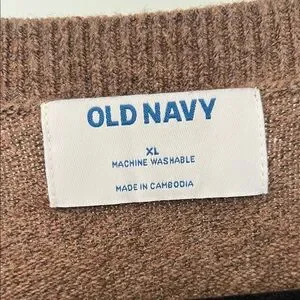 OLD NAVY
XL
MACHINE WASHABLE
MADE IN CAMBODIA